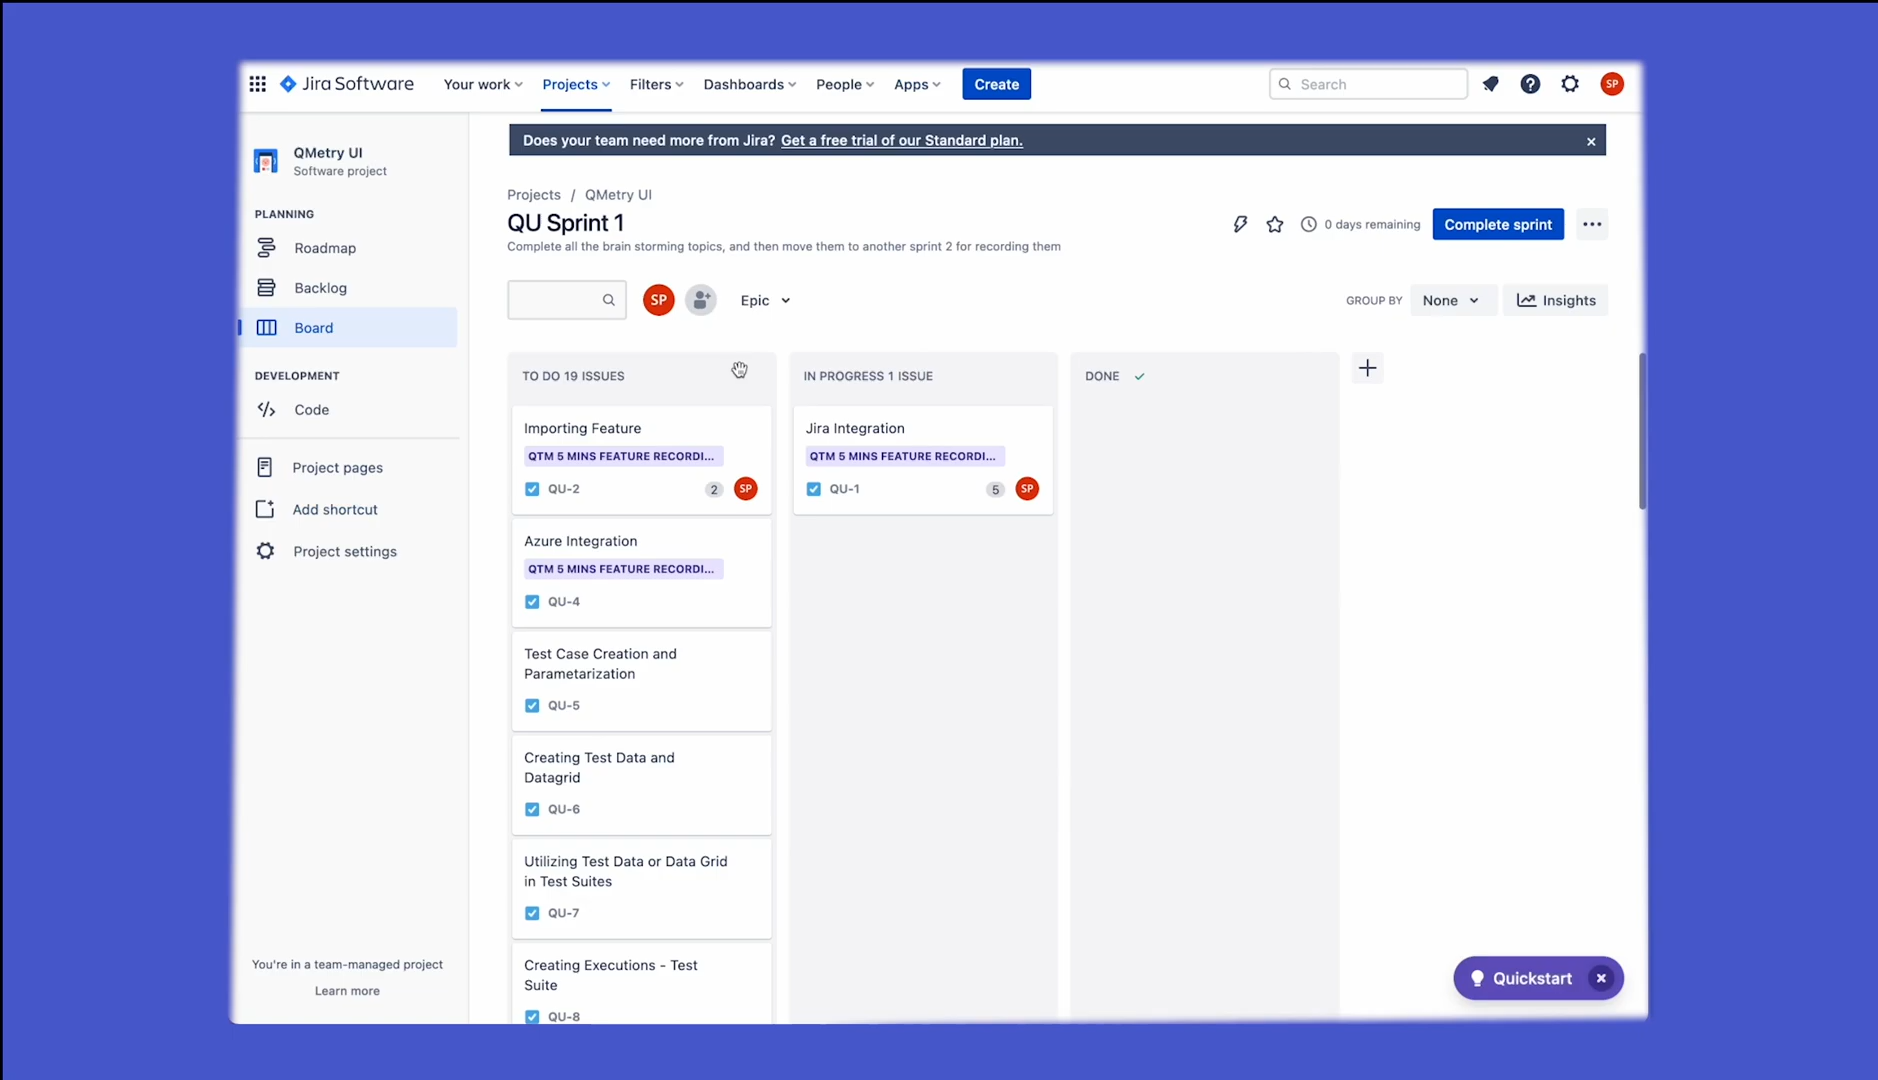 Jira Software
Your work
Projects
Filters
Dashboards
People
Apps
Create
Search
SP
Does your team need more from Jira? Get a free trial of our Standard plan.
QMetry UI
Software project
PLANNING
Roadmap
Backlog
Board
DEVELOPMENT
Code
Project pages
Add shortcut
Project settings
You're in a team-managed project
Learn more
Projects / QMetry UI
QU Sprint 1
Complete all the brain storming topics, and then move them to another sprint 2 for recording them
0 days remaining
Complete sprint
SP
Epic
GROUP BY
None
Insights
TO DO 19 ISSUES
Importing Feature
QTM 5 MINS FEATURE RECORDI...
QU-2
2
SP
Azure Integration
QTM 5 MINS FEATURE RECORDI...
QU-4
Test Case Creation and
Parametarization
QU-5
Creating Test Data and
Datagrid
QU-6
Utilizing Test Data or Data Grid
in Test Suites
QU-7
Creating Executions - Test
Suite
QU-8
IN PROGRESS 1 ISSUE
Jira Integration
QTM 5 MINS FEATURE RECORDI...
QU-1
5
SP
DONE
Quickstart